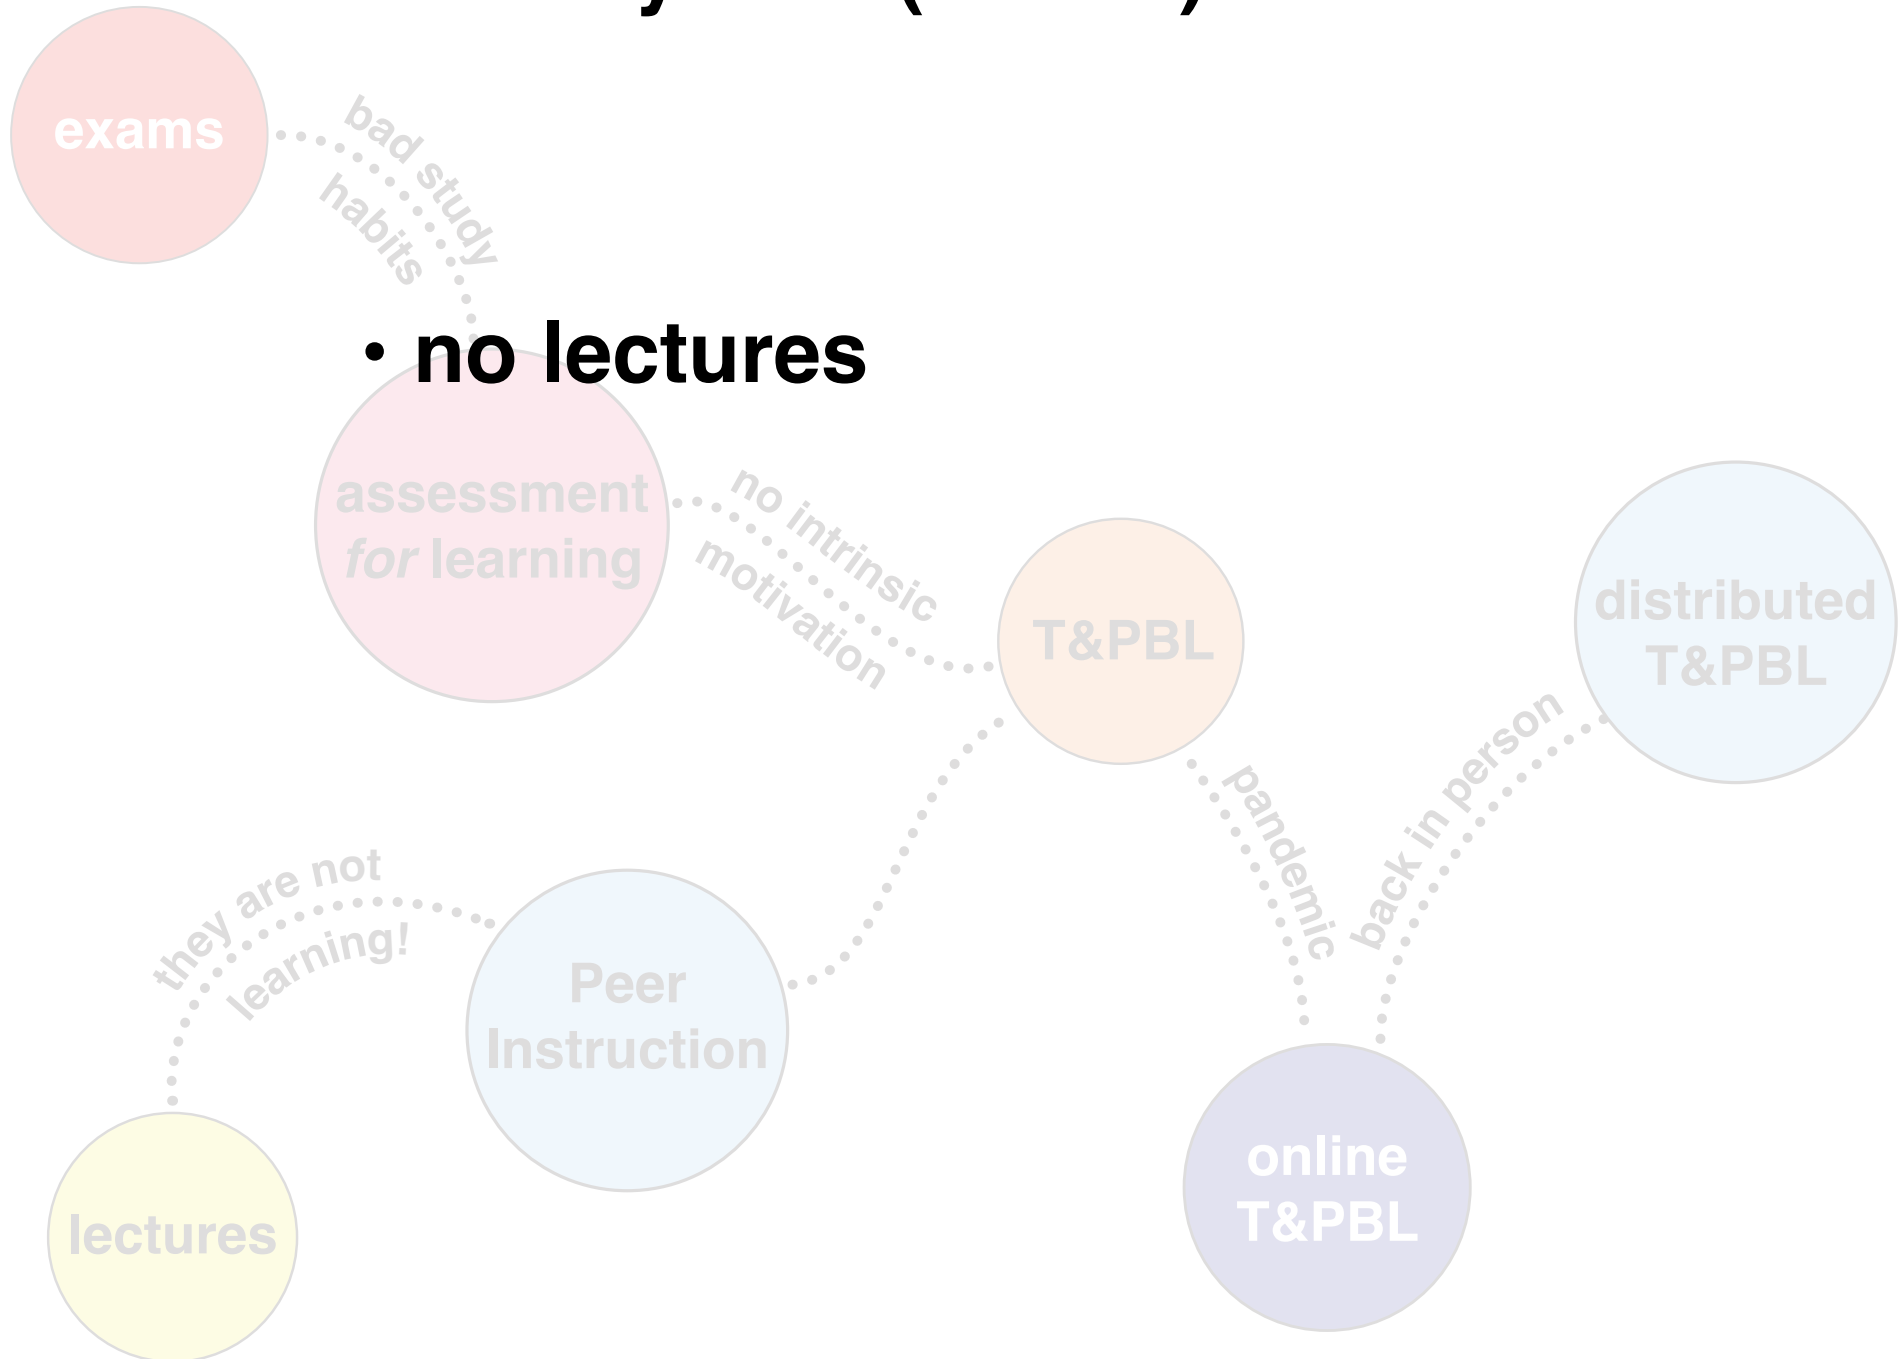 exams
bad study
habits
• no lectures
assessment
for learning
no intrinsic
motivation
T&PBL
distributed
T&PBL
pandemic
back in person
they are not
learning!
Peer
Instruction
online
T&PBL
lectures